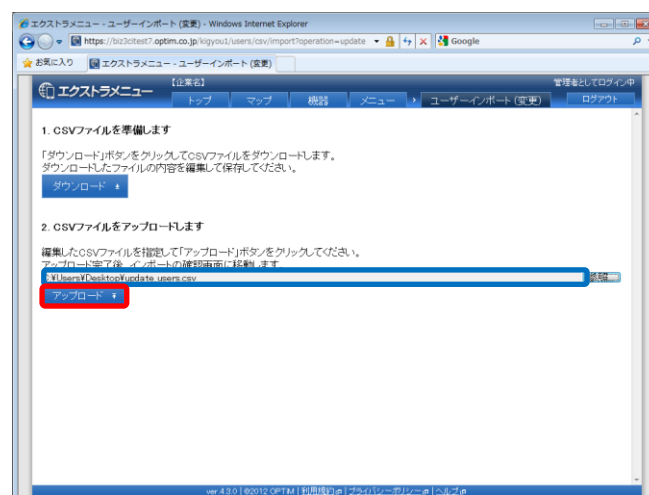 エクストラメニュー - ユーザーインポート (変更) - Windows Internet Explorer
https://biz3citest7.optim.co.jp/kigyou1/users/csv/import?operation=update
Google
お気に入り
エクストラメニュー - ユーザーインポート (変更)
エクストラメニュー
【企業名】
管理者としてログイン中
トップ
マップ
機器
メニュー
ユーザーインポート (変更)
ログアウト
1. CSVファイルを準備します
「ダウンロード」ボタンをクリックしてCSVファイルをダウンロードします。
ダウンロードしたファイルの内容を編集して保存してください。
ダウンロード
2. CSVファイルをアップロードします
編集したCSVファイルを指定して「アップロード」ボタンをクリックしてください。
アップロード完了後、インポートの確認画面に移動します。
:¥Users¥Desktop¥update_users.csv
アップロード
ver.4.3.0 | ©2012 OPTiM | 利用規約 | プライバシーポリシー | ヘルプ